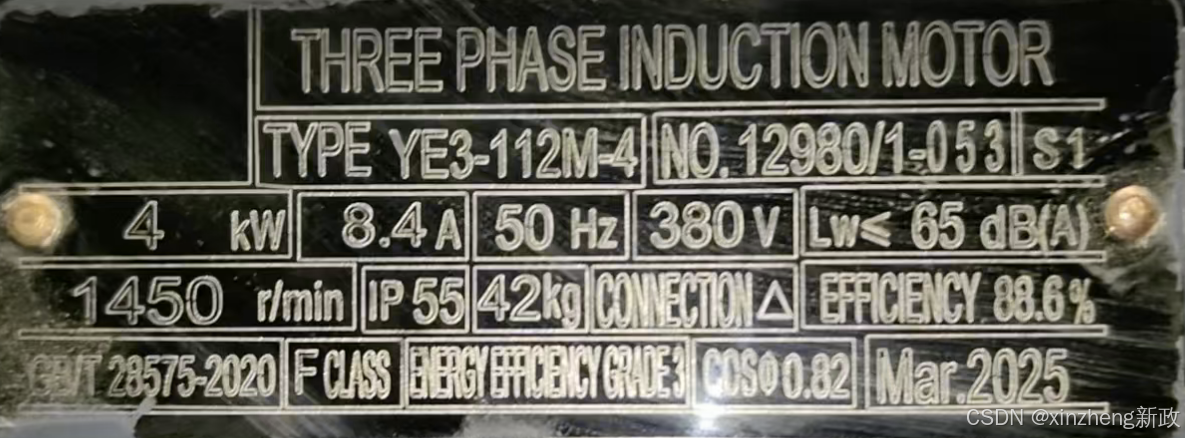 THREE PHASE INDUCTION MOTOR
TYPE YE3-112M-4 NO. 12980/1-053 S1
4 kW 8.4 A 50 Hz 380 V Lw≤ 65 dB(A)
1450 r/min IP 55 42kg CONNECTION △ EFFICIENCY 88.6%
GB/T 28575-2020 F CLASS ENERGY EFFICIENCY GRADE 3 COSΦ 0.82 Mar.2025
CSDN @xinzheng新政